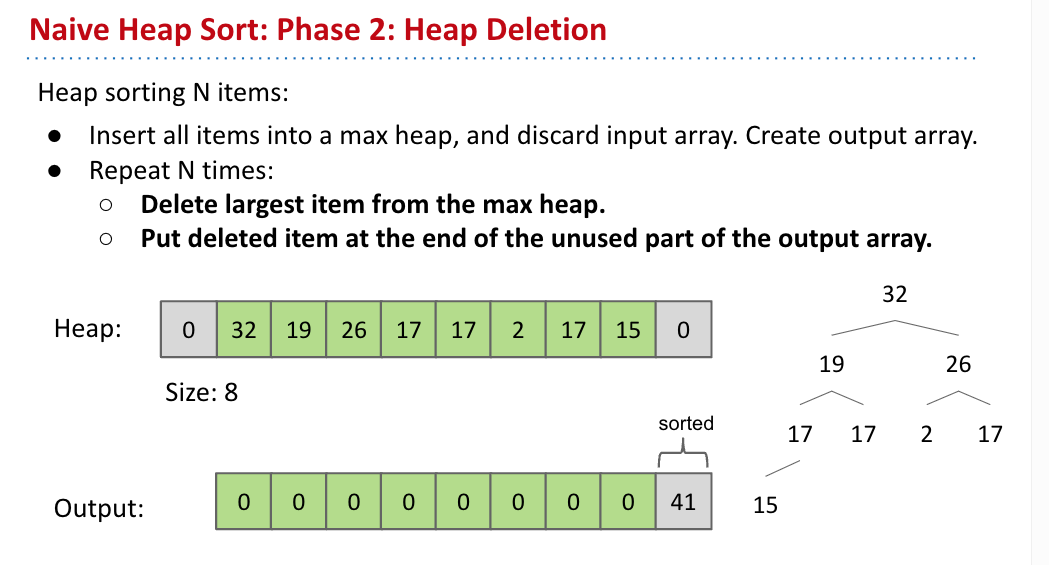 Naive Heap Sort: Phase 2: Heap Deletion
Heap sorting N items:
● Insert all items into a max heap, and discard input array. Create output array.
● Repeat N times:
○ Delete largest item from the max heap.
○ Put deleted item at the end of the unused part of the output array.
Heap: 0 32 19 26 17 17 2 17 15 0
Size: 8
sorted
Output: 0 0 0 0 0 0 0 0 41
32
19 26
17 17 2 17
15